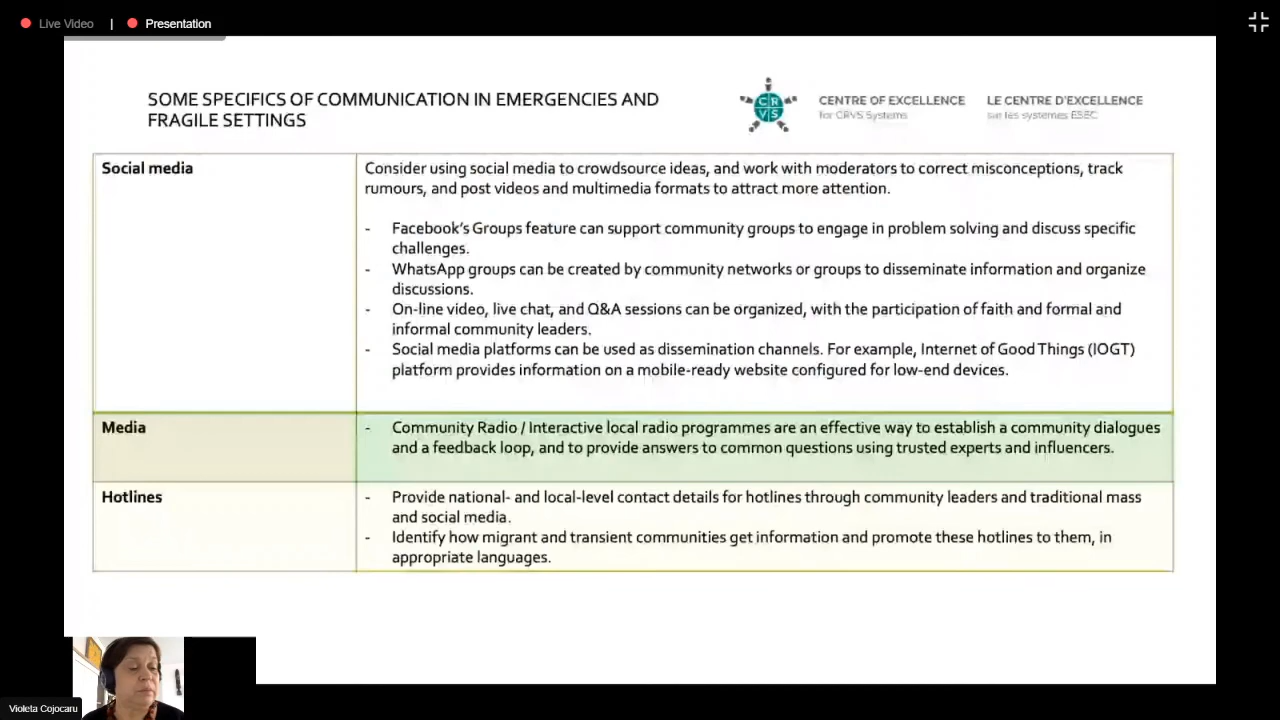 Live Video | Presentation
SOME SPECIFICS OF COMMUNICATION IN EMERGENCIES AND
FRAGILE SETTINGS
CRVS
CENTRE OF EXCELLENCE
for CRVS Systems
LE CENTRE D'EXCELLENCE
sur les systèmes ESEC
Social media
Consider using social media to crowdsource ideas, and work with moderators to correct misconceptions, track
rumours, and post videos and multimedia formats to attract more attention.
- Facebook's Groups feature can support community groups to engage in problem solving and discuss specific
challenges.
- WhatsApp groups can be created by community networks or groups to disseminate information and organize
discussions.
- On-line video, live chat, and Q&A sessions can be organized, with the participation of faith and formal and
informal community leaders.
- Social media platforms can be used as dissemination channels. For example, Internet of Good Things (IOGT)
platform provides information on a mobile-ready website configured for low-end devices.
Media
- Community Radio / Interactive local radio programmes are an effective way to establish a community dialogues
and a feedback loop, and to provide answers to common questions using trusted experts and influencers.
Hotlines
- Provide national- and local-level contact details for hotlines through community leaders and traditional mass
and social media.
- Identify how migrant and transient communities get information and promote these hotlines to them, in
appropriate languages.
Violeta Cojocaru